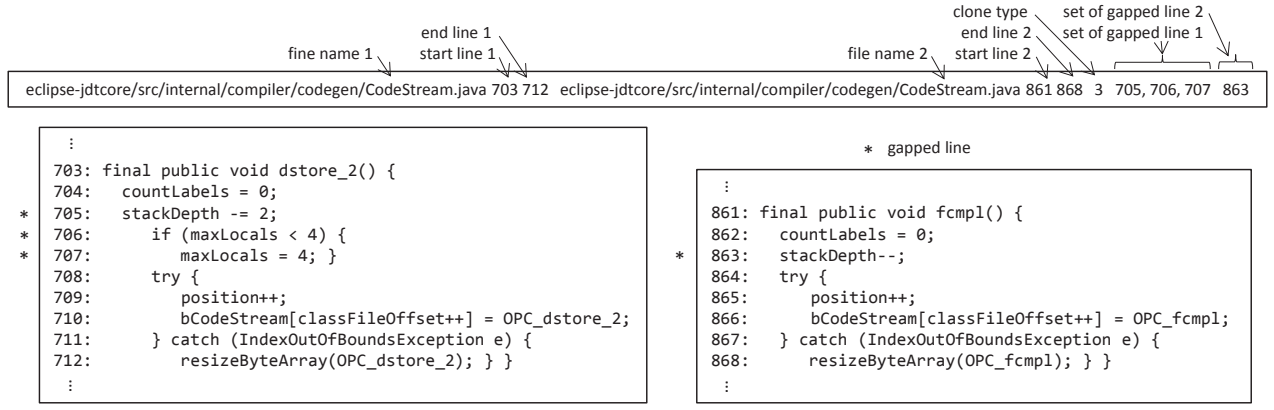 clone type
set of gapped line 2
end line 1
end line 2
set of gapped line 1
fine name 1
start line 1
file name 2
start line 2
eclipse-jdtcore/src/internal/compiler/codegen/CodeStream.java 703 712 eclipse-jdtcore/src/internal/compiler/codegen/CodeStream.java 861 868 3 705, 706, 707 863
⋮
703: final public void dstore_2() {
704: countLabels = 0;
* 705: stackDepth -= 2;
* 706: if (maxLocals < 4) {
* 707: maxLocals = 4; }
708: try {
709: position++;
710: bCodeStream[classFileOffset++] = OPC_dstore_2;
711: } catch (IndexOutOfBoundsException e) {
712: resizeByteArray(OPC_dstore_2); } }
⋮
* gapped line
⋮
861: final public void fcmpl() {
862: countLabels = 0;
* 863: stackDepth--;
864: try {
865: position++;
866: bCodeStream[classFileOffset++] = OPC_fcmpl;
867: } catch (IndexOutOfBoundsException e) {
868: resizeByteArray(OPC_fcmpl); } }
⋮